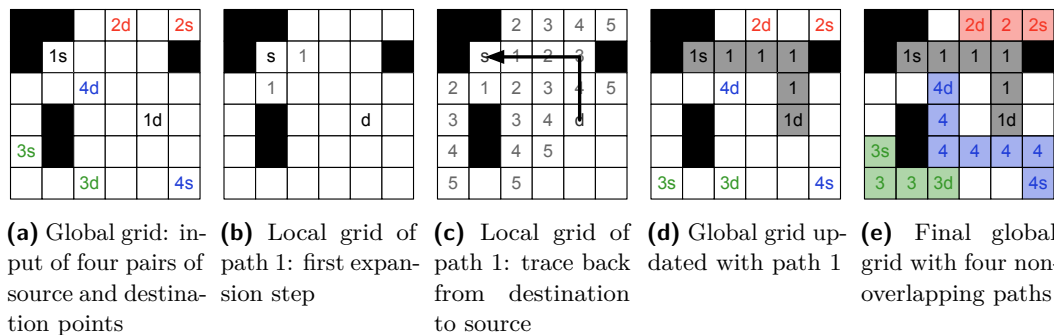 2d 2s
1s
4d
1d
3s
3d 4s
(a) Global grid: in-
put of four pairs of
source and destina-
tion points
s 1
1
d
(b) Local grid of
path 1: first expan-
sion step
2 3 4 5
s 1 2 3
2 1 2 3 4 5
3 3 4 d
4 4 5
5 5
(c) Local grid of
path 1: trace back
from destination
to source
2d 2s
1s 1 1 1
4d 1
1d
3s 3d 4s
(d) Global grid up-
dated with path 1
2d 2 2s
1s 1 1 1
4d 1
4 1d
3s 4 4 4 4
3 3 3d 4s
(e) Final global
grid with four non-
overlapping paths